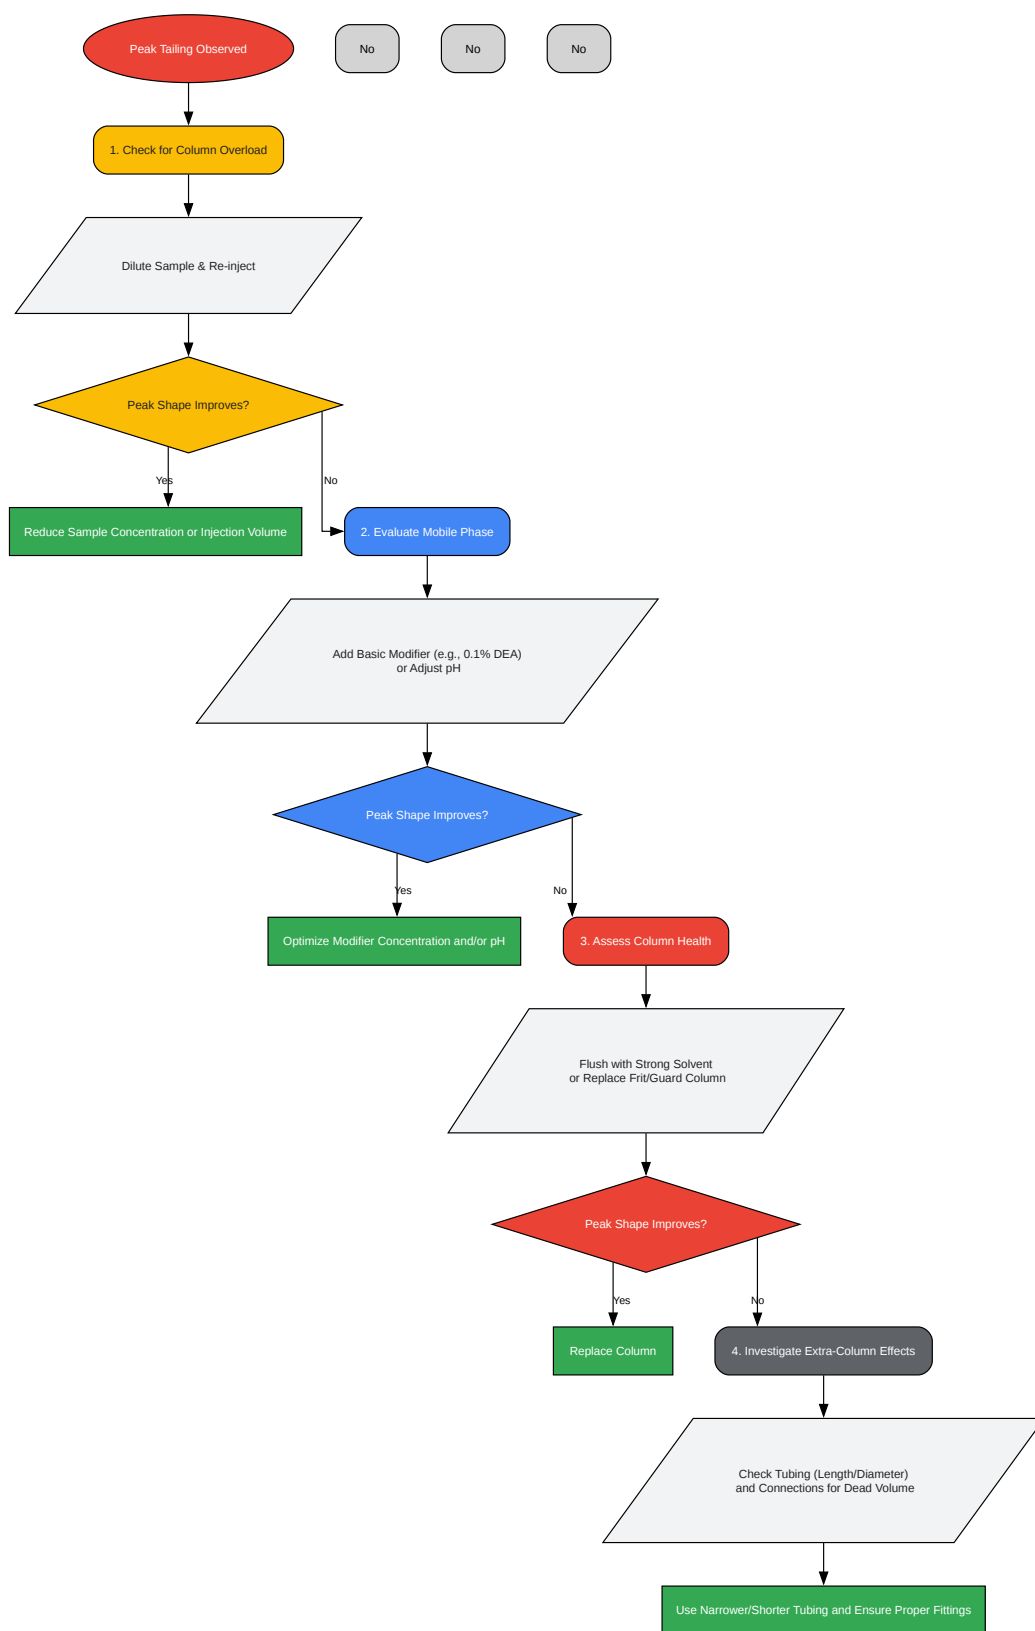 Peak Tailing Observed
No
No
No
1. Check for Column Overload
Dilute Sample & Re-inject
Peak Shape Improves?
Yes
No
Reduce Sample Concentration or Injection Volume
2. Evaluate Mobile Phase
Add Basic Modifier (e.g., 0.1% DEA)
or Adjust pH
Peak Shape Improves?
Yes
No
Optimize Modifier Concentration and/or pH
3. Assess Column Health
Flush with Strong Solvent
or Replace Frit/Guard Column
Peak Shape Improves?
Yes
No
Replace Column
4. Investigate Extra-Column Effects
Check Tubing (Length/Diameter)
and Connections for Dead Volume
Use Narrower/Shorter Tubing and Ensure Proper Fittings